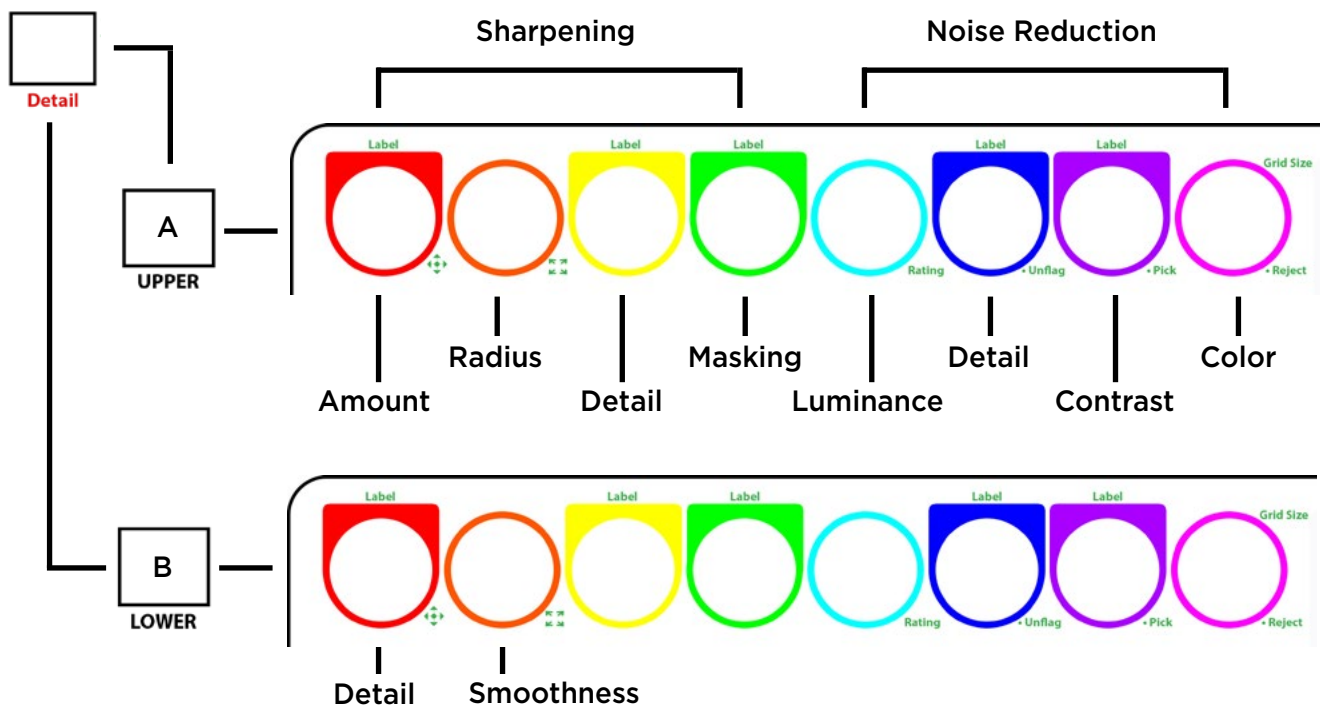 Sharpening Noise Reduction
Detail
Label Label Label Label Label
Grid Size
A
UPPER
Rating • Unflag • Pick • Reject
Radius Masking Detail Color
Amount Detail Luminance Contrast
Label Label Label Label Label
Grid Size
B
LOWER
Rating • Unflag • Pick • Reject
Detail Smoothness